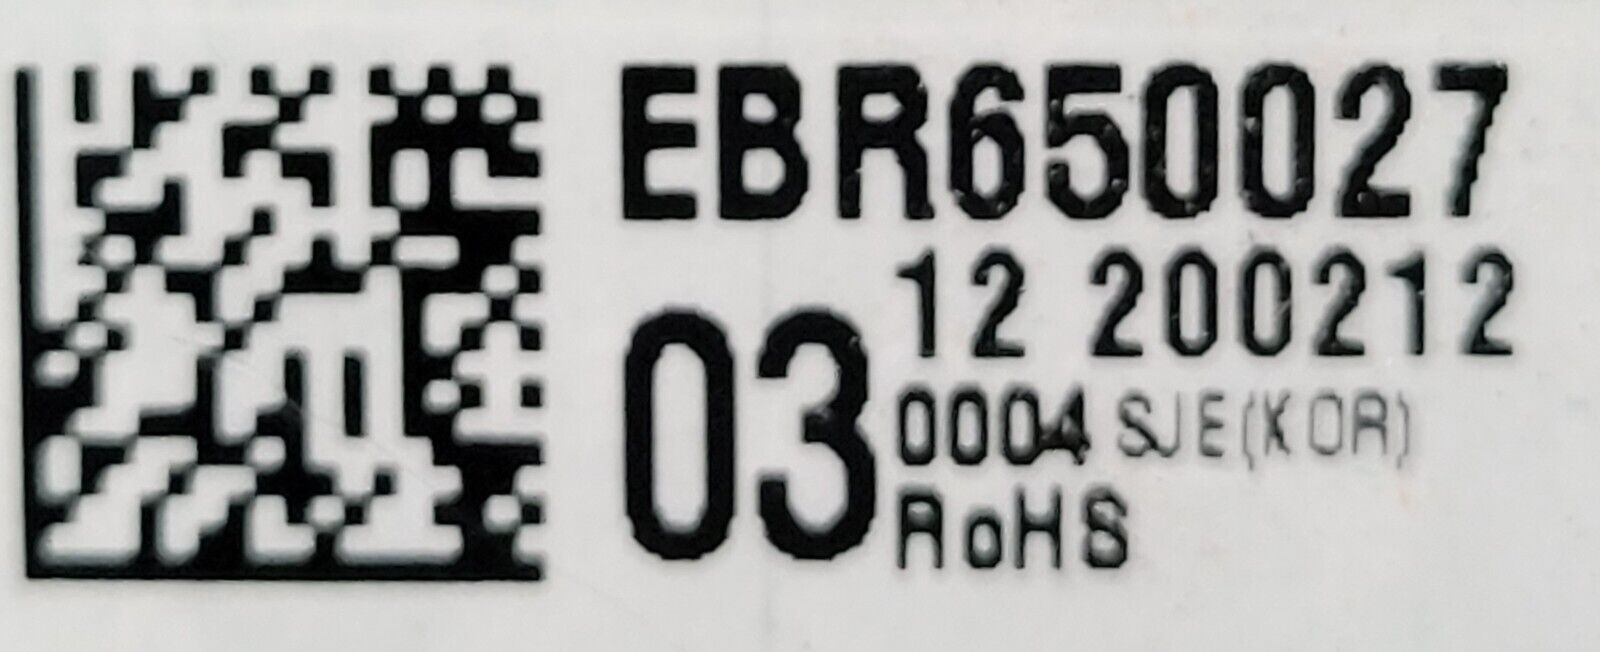 EBR650027
03 12 200212
0004 SJE(KOR)
RoHS